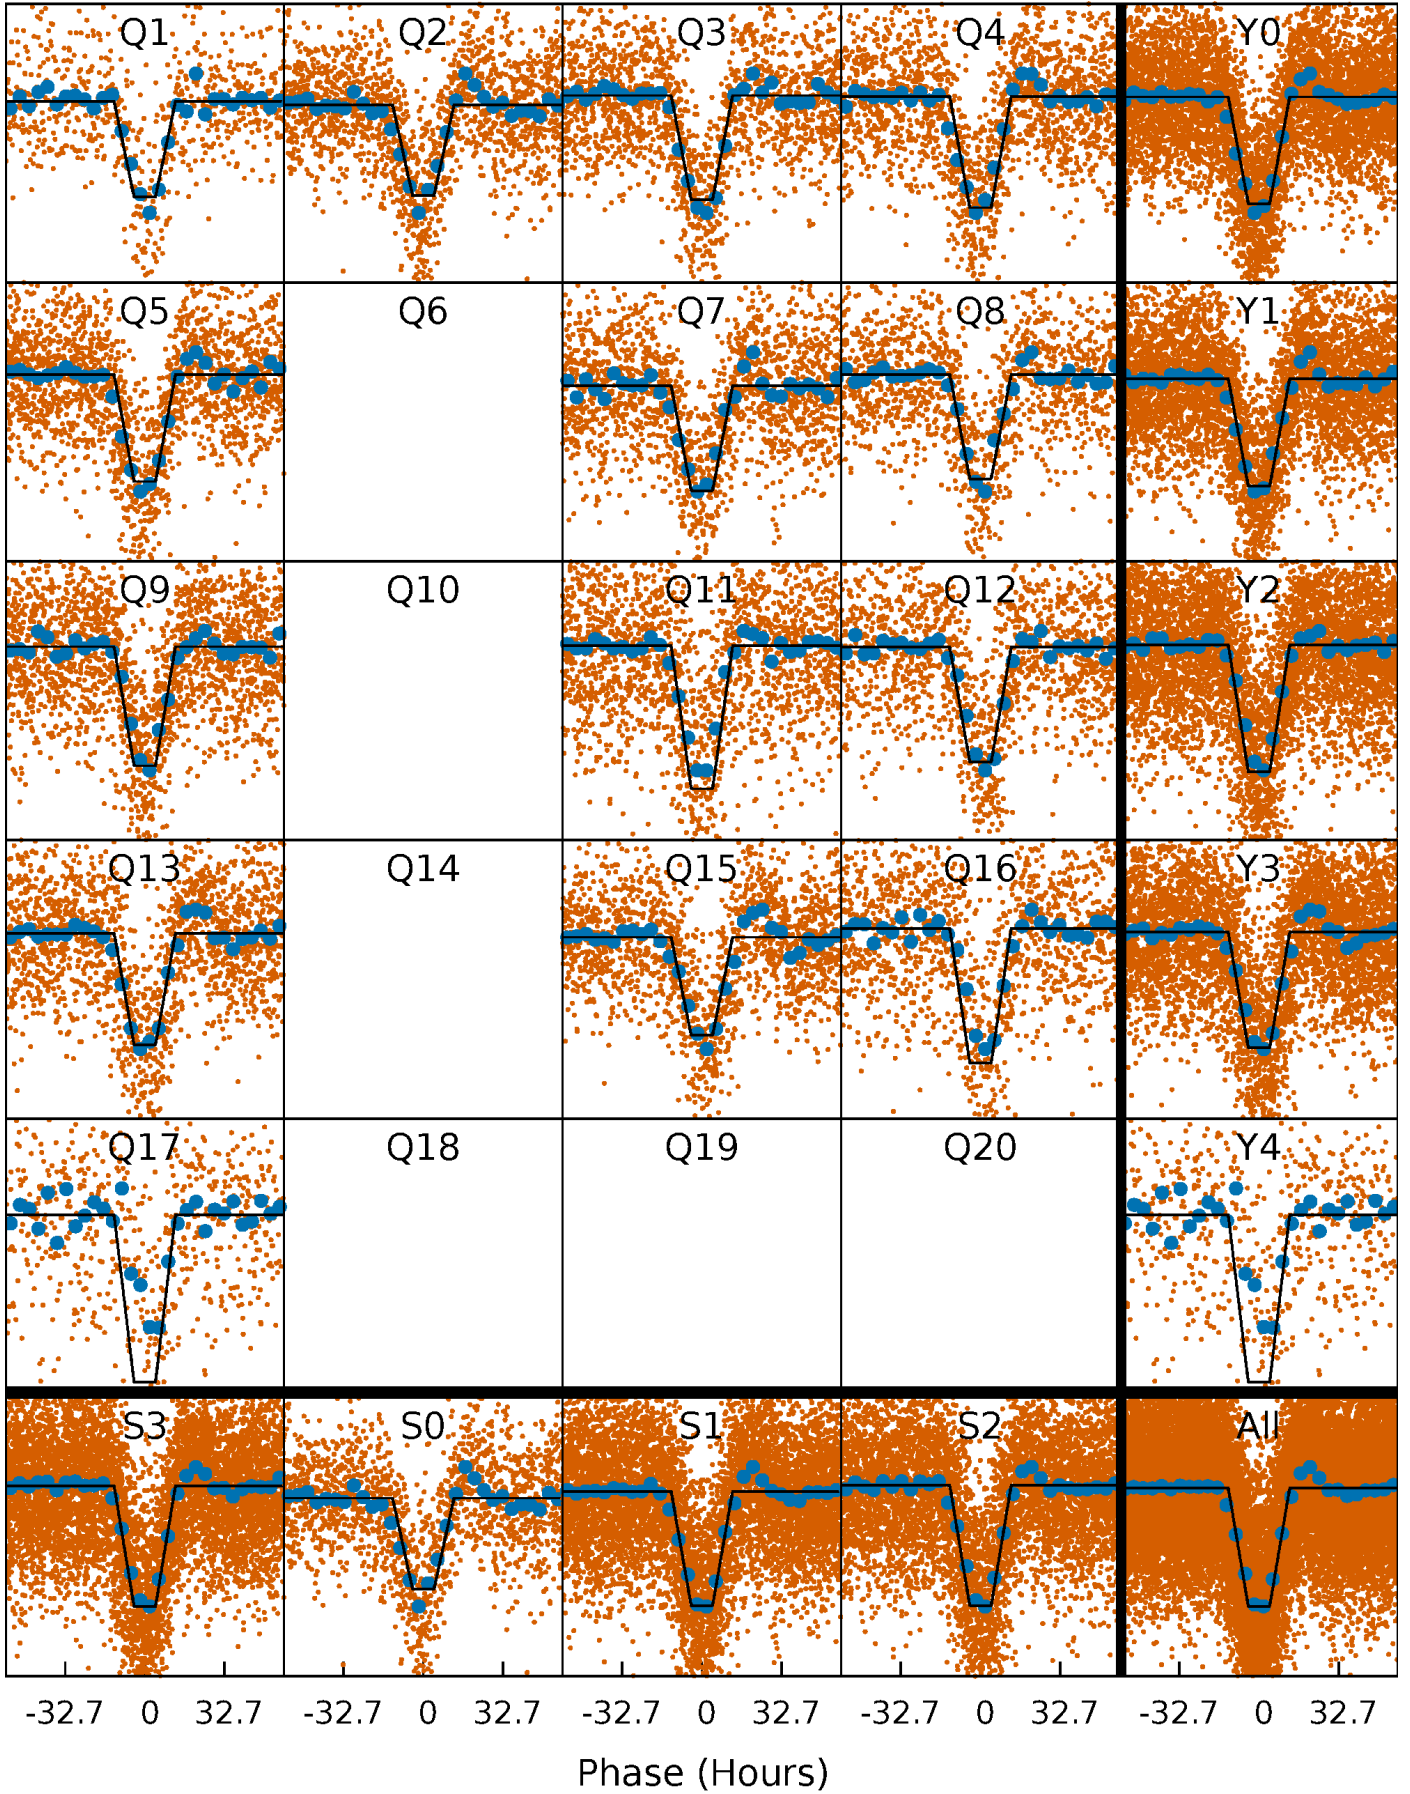 Q1 Q2 Q3 Q4 Y0
Q5 Q6 Q7 Q8 Y1
Q9 Q10 Q11 Q12 Y2
Q13 Q14 Q15 Q16 Y3
Q17 Q18 Q19 Q20 Y4
S3 S0 S1 S2 All
-32.7 0 32.7 -32.7 0 32.7 -32.7 0 32.7 -32.7 0 32.7 -32.7 0 32.7
Phase (Hours)